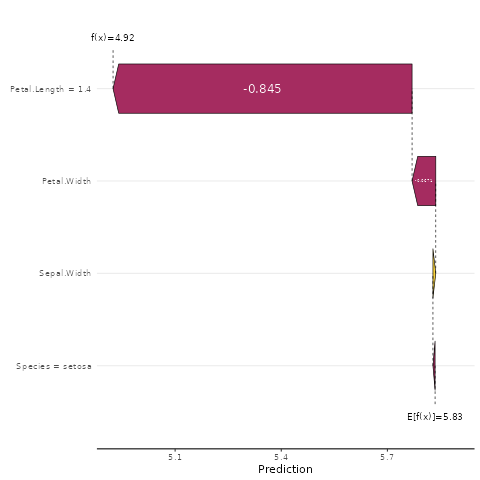 f(x)=4.92
Petal.Length = 1.4
-0.845
Petal.Width
Sepal.Width
Species = setosa
E[f(x)]=5.83
5.1 5.4 5.7
Prediction